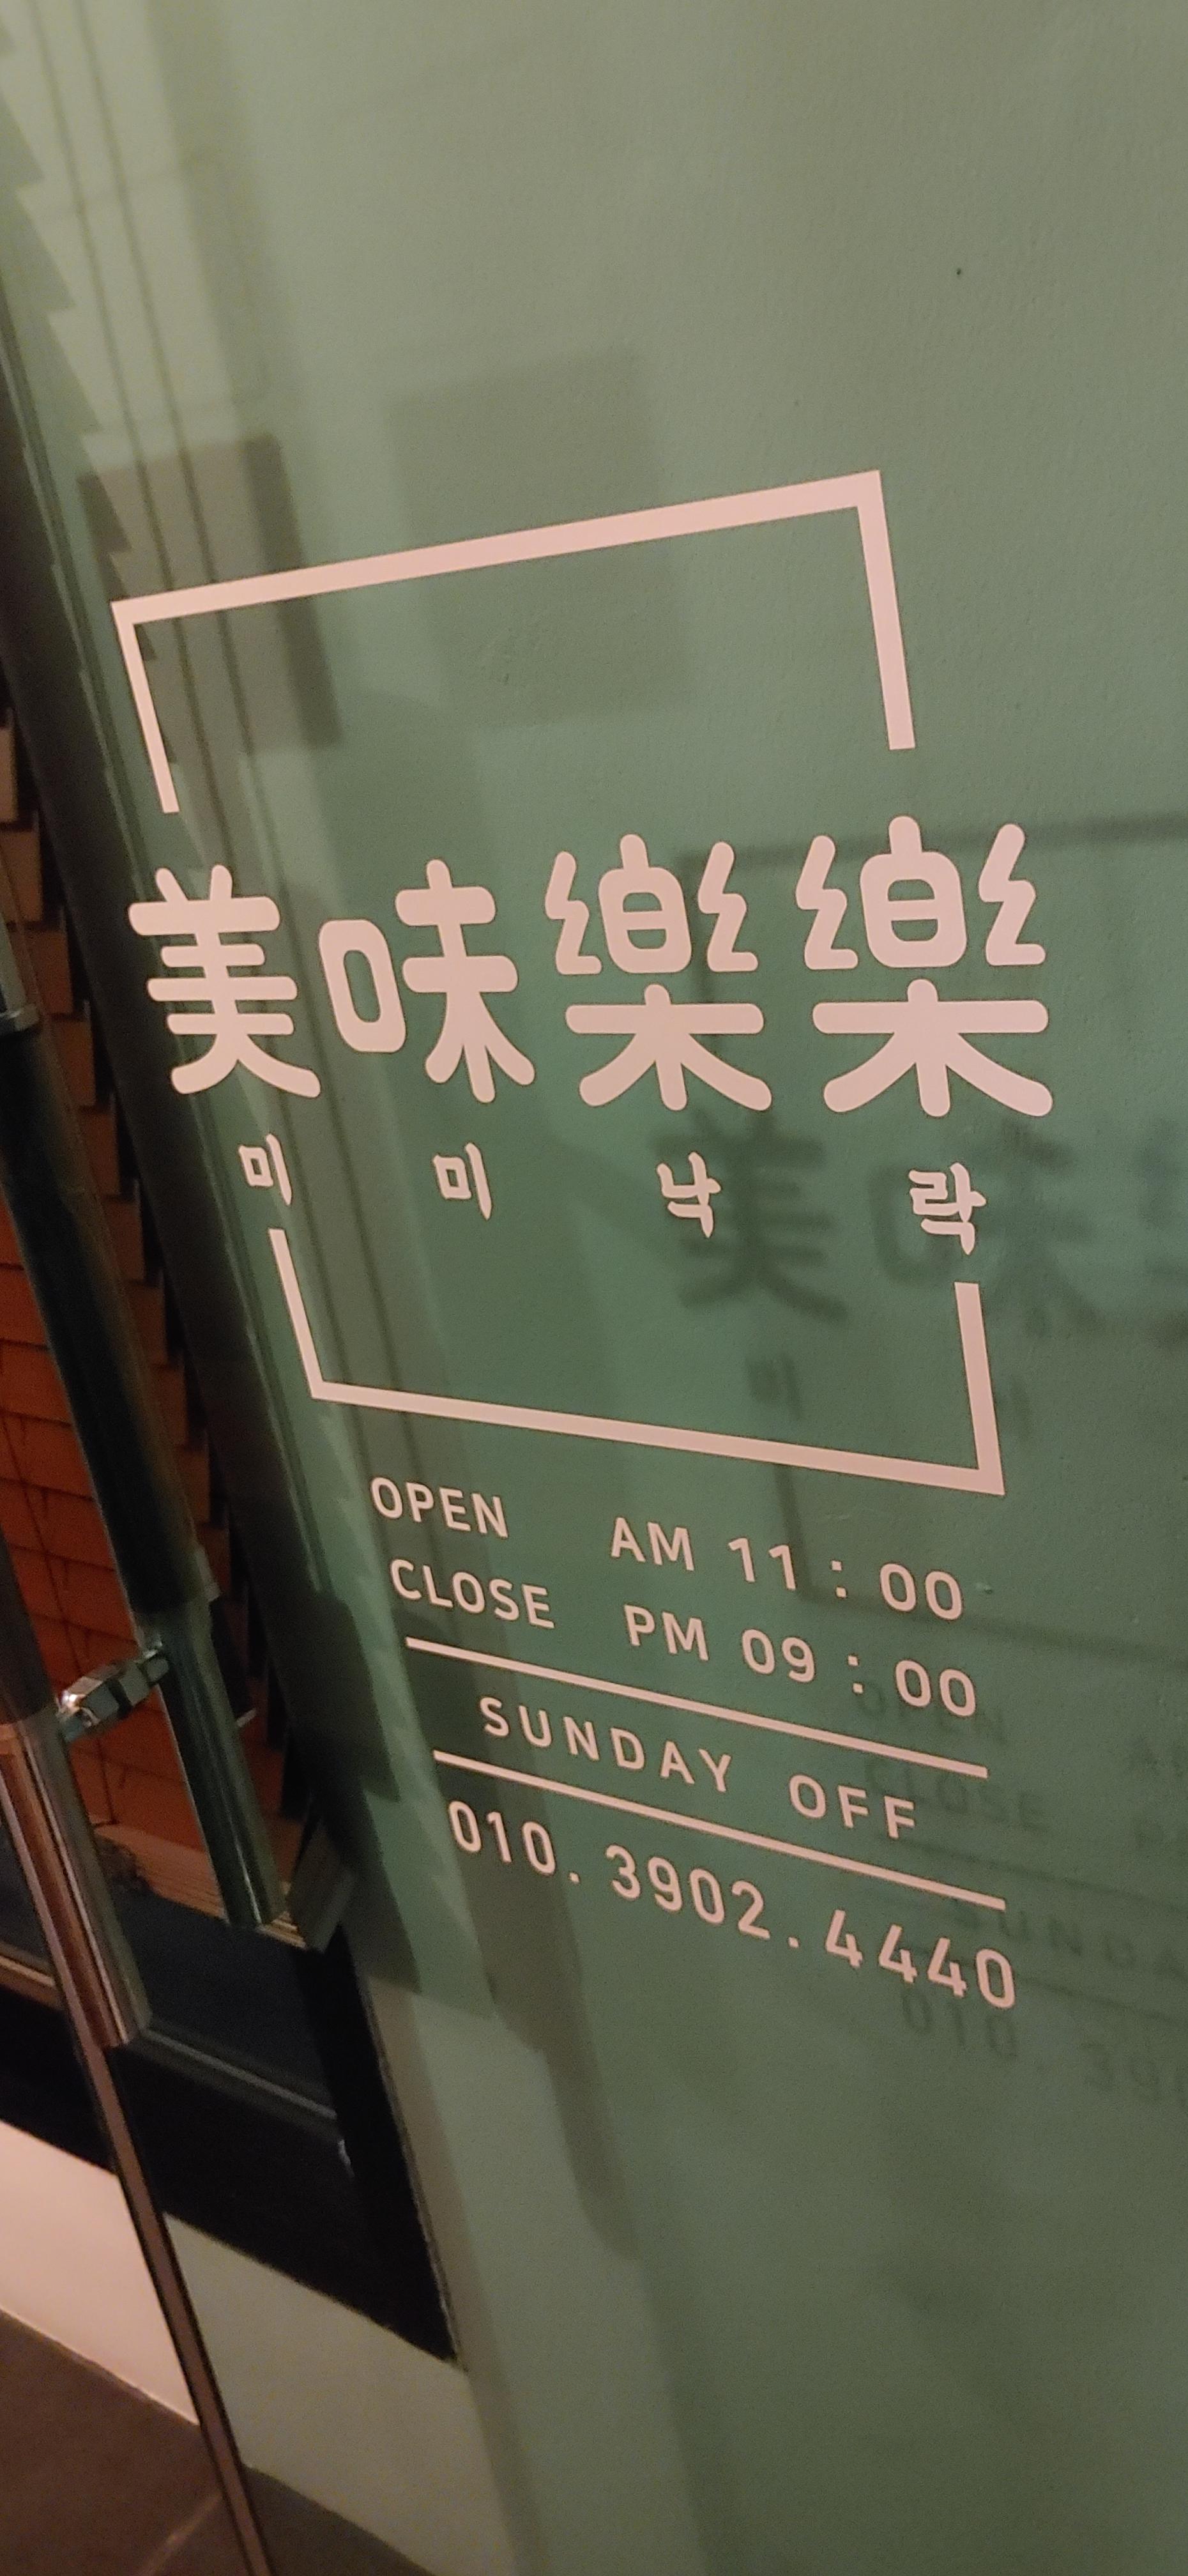 美味樂樂
미미낙락
OPEN AM 11 : 00
CLOSE PM 09 : 00
SUNDAY OFF
010. 3902. 4440